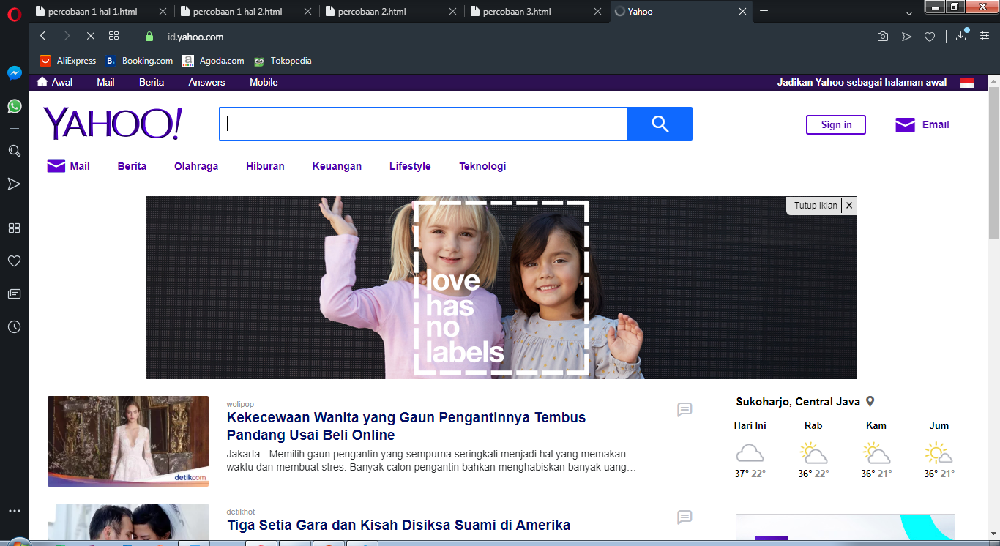 percobaan 1 hal 1.html
percobaan 1 hal 2.html
percobaan 2.html
percobaan 3.html
Yahoo
id.yahoo.com
AliExpress
B. Booking.com
a Agoda.com
Tokopedia
Awal Mail Berita Answers Mobile
Jadikan Yahoo sebagai halaman awal
YAHOO!
Sign in
Email
Mail Berita Olahraga Hiburan Keuangan Lifestyle Teknologi
Tutup Iklan
love
has
no
labels
detikcom
wolipop
Kekecewaan Wanita yang Gaun Pengantinnya Tembus
Pandang Usai Beli Online
Jakarta - Memilih gaun pengantin yang sempurna seringkali menjadi hal yang memakan
waktu dan membuat stres. Banyak calon pengantin bahkan menghabiskan banyak uang…
Sukoharjo, Central Java
Hari Ini Rab Kam Jum
37° 22° 36° 22° 36° 21° 36° 21°
detikhot
Tiga Setia Gara dan Kisah Disiksa Suami di Amerika